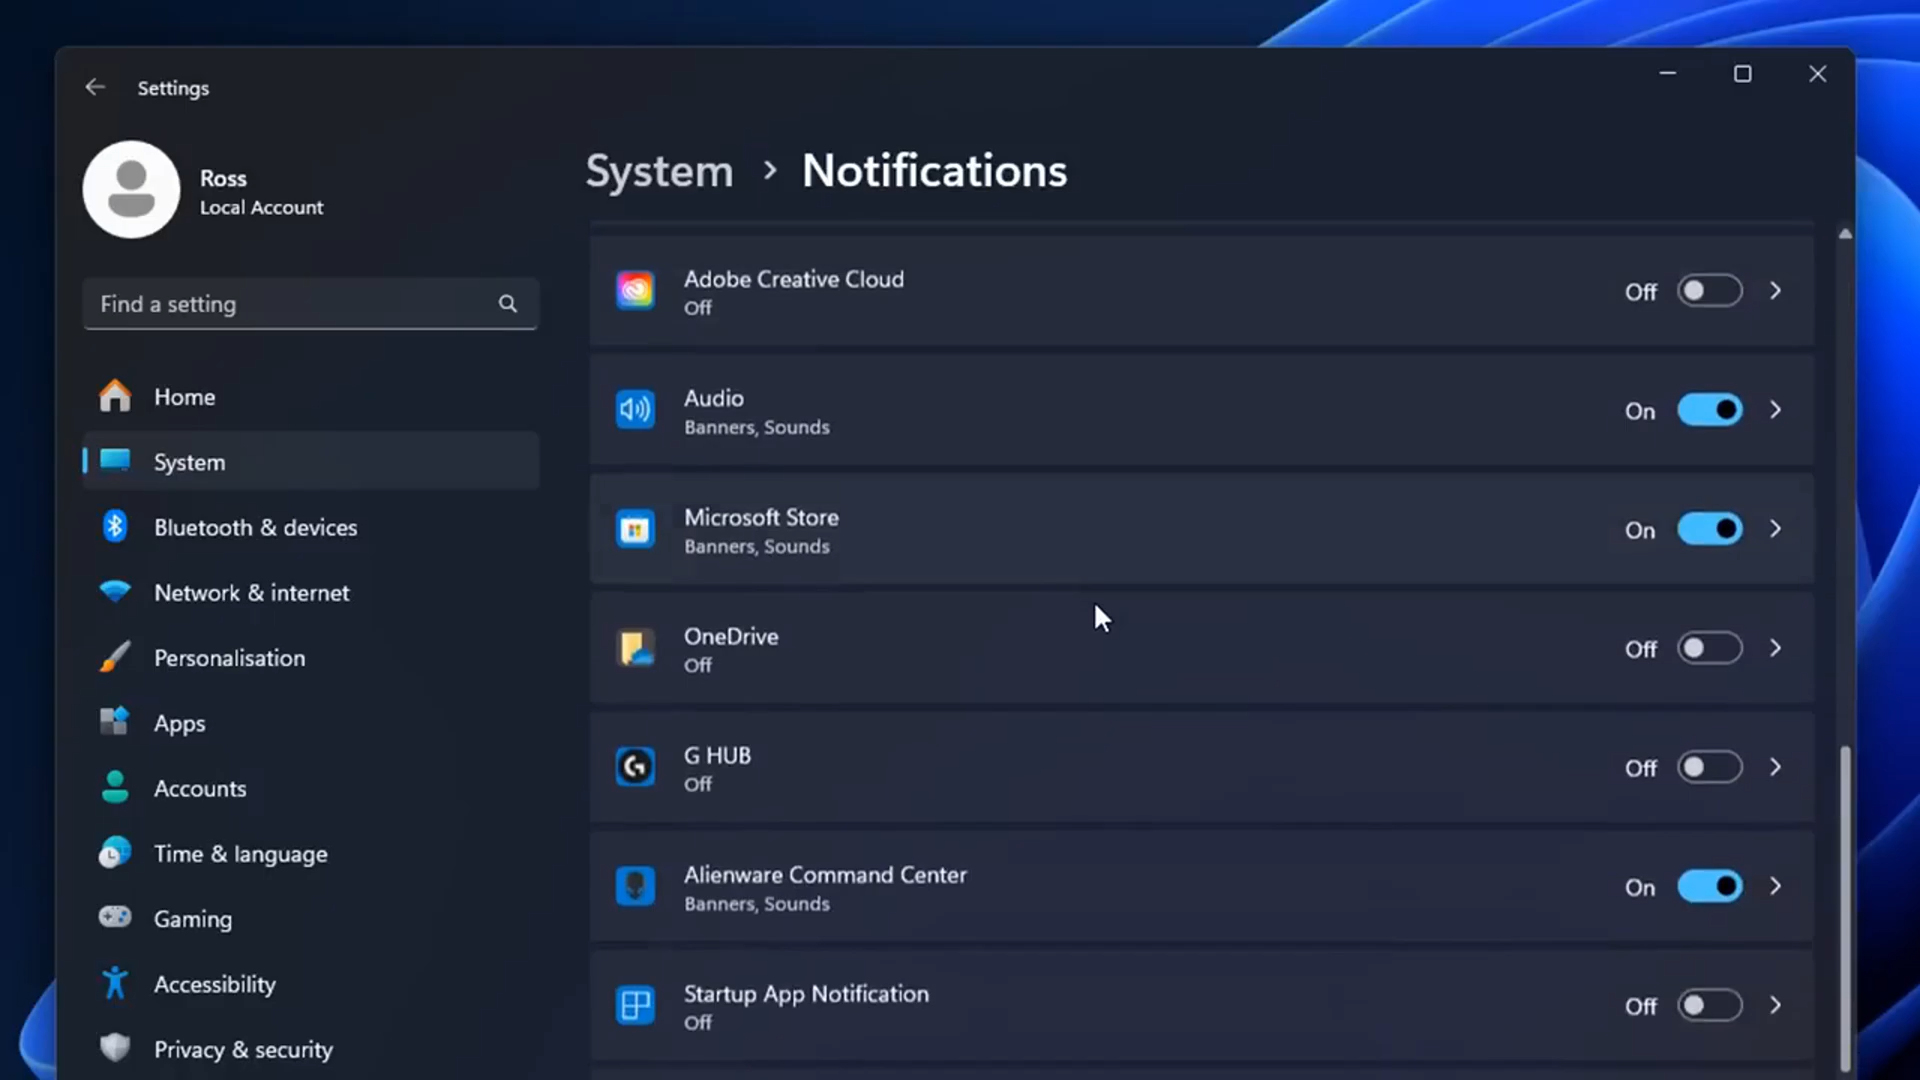 Settings
Ross
Local Account
Find a setting
Home
System
Bluetooth & devices
Network & internet
Personalisation
Apps
Accounts
Time & language
Gaming
Accessibility
Privacy & security
System > Notifications
Adobe Creative Cloud
Off
Off
Audio
Banners, Sounds
On
Microsoft Store
Banners, Sounds
On
OneDrive
Off
Off
G HUB
Off
Off
Alienware Command Center
Banners, Sounds
On
Startup App Notification
Off
Off